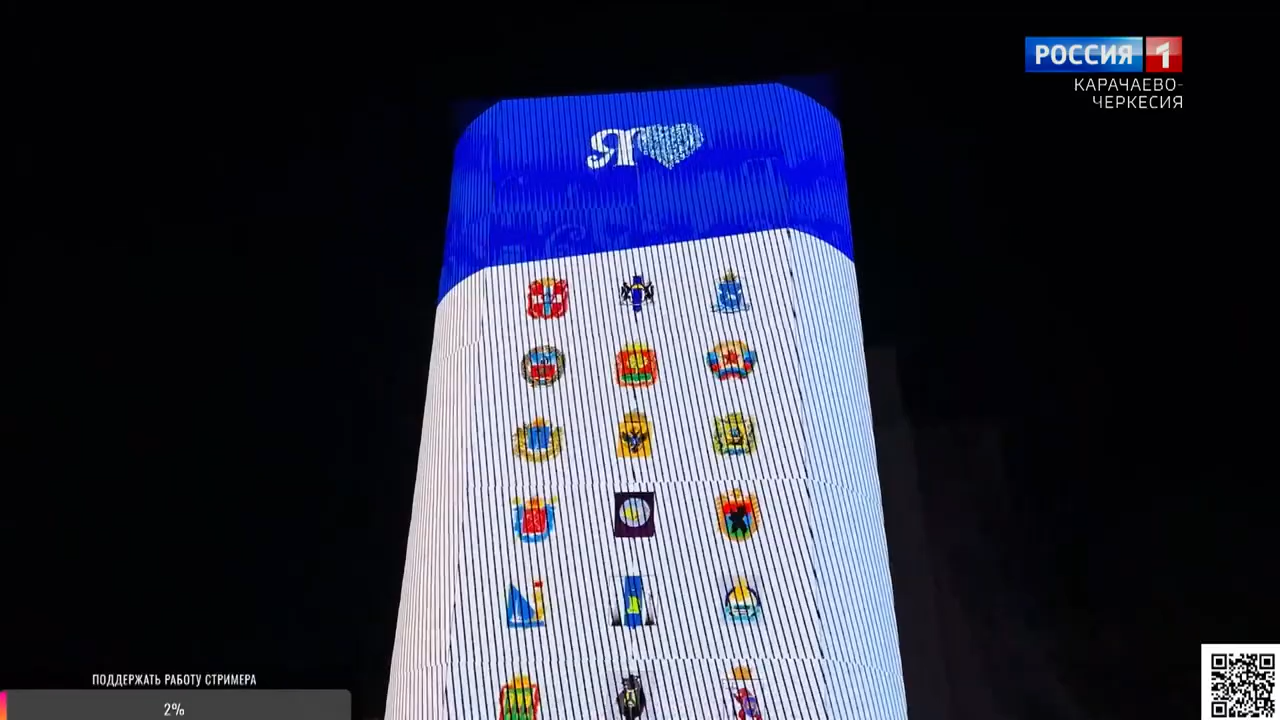 РОССИЯ 1
КАРАЧАЕВО-
ЧЕРКЕСИЯ
Я
ПОДДЕРЖАТЬ РАБОТУ СТРИМЕРА
2%